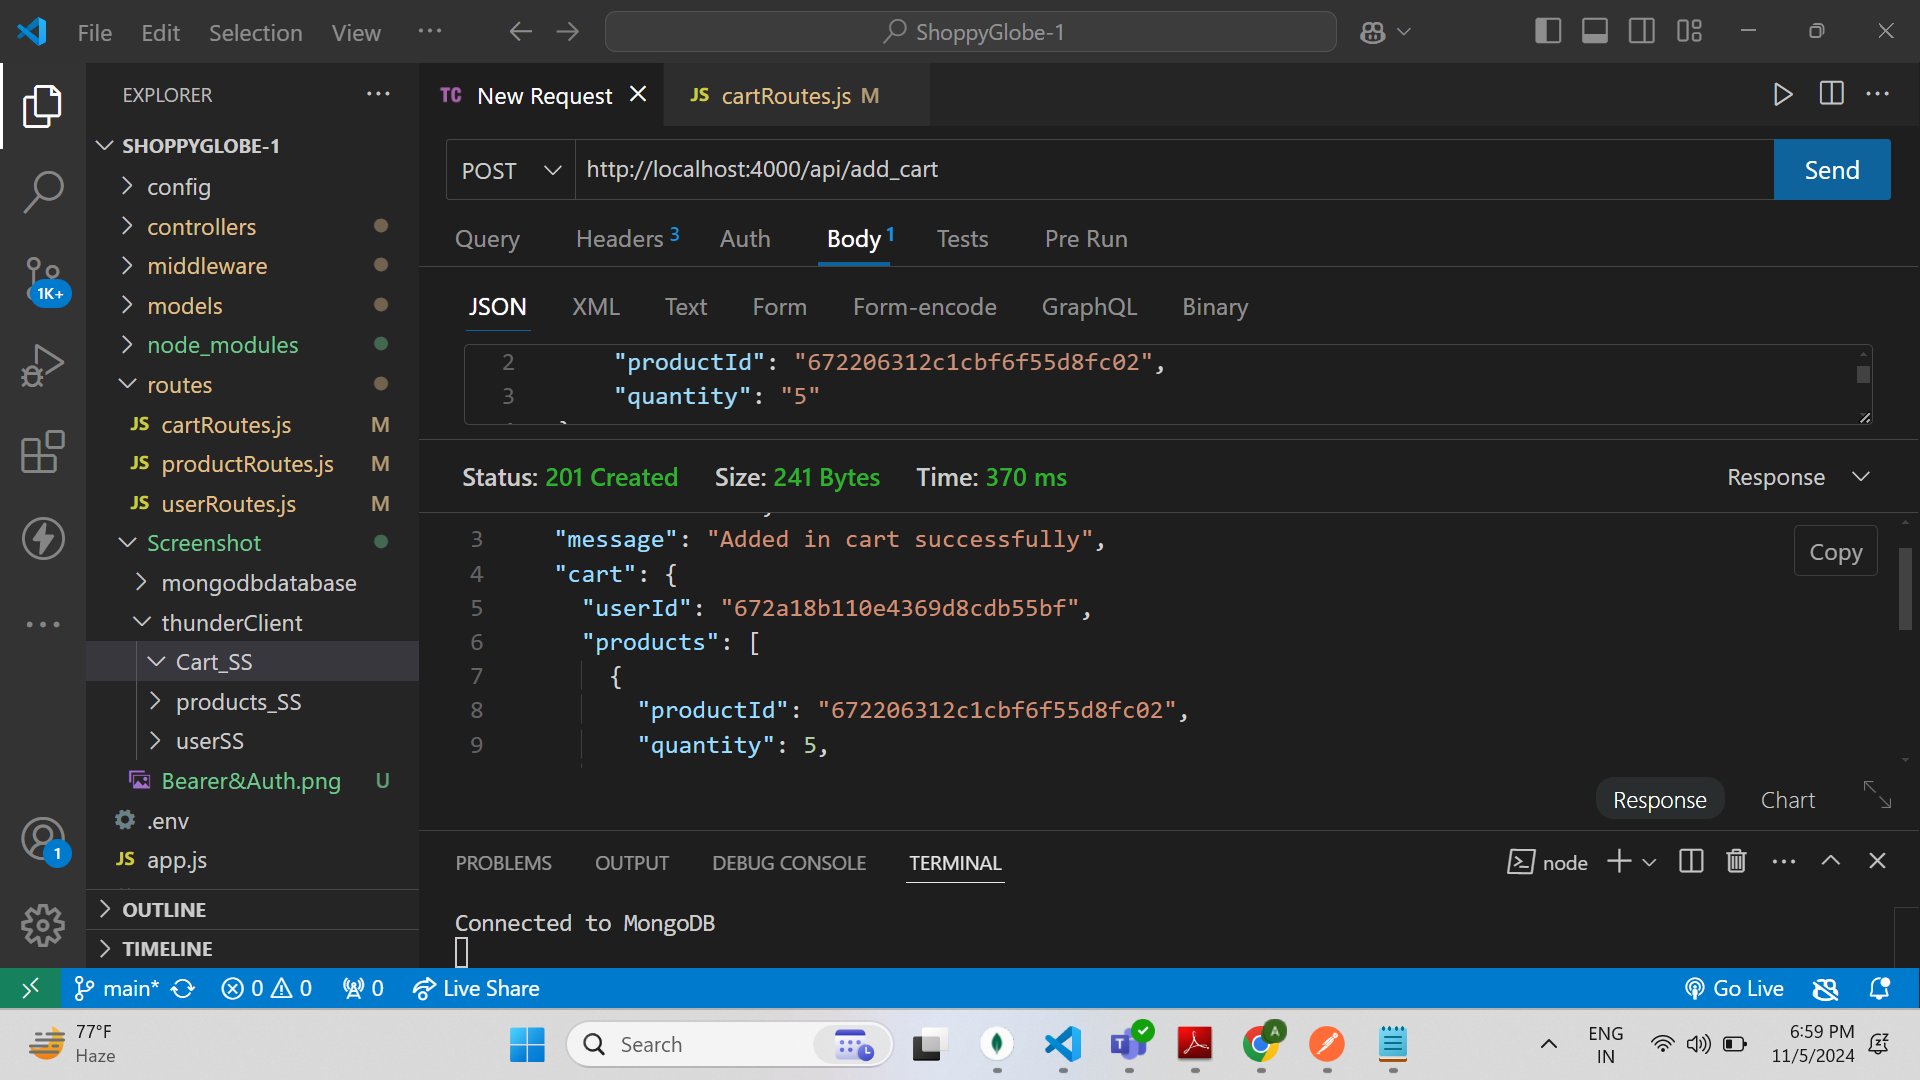 File Edit Selection View ···
ShoppyGlobe-1
EXPLORER ···
SHOPPYGLOBE-1
config
controllers
middleware
models
node_modules
routes
JS cartRoutes.js M
JS productRoutes.js M
JS userRoutes.js M
Screenshot
mongodbdatabase
thunderClient
Cart_SS
products_SS
userSS
Bearer&Auth.png U
.env
JS app.js
OUTLINE
TIMELINE
1K+
1
TC New Request
JS cartRoutes.js M
POST http://localhost:4000/api/add_cart Send
Query Headers 3 Auth Body 1 Tests Pre Run
JSON XML Text Form Form-encode GraphQL Binary
2 "productId": "672206312c1cbf6f55d8fc02",
3 "quantity": "5"
Status: 201 Created Size: 241 Bytes Time: 370 ms Response
Copy
3 "message": "Added in cart successfully",
4 "cart": {
5 "userId": "672a18b110e4369d8cdb55bf",
6 "products": [
7 {
8 "productId": "672206312c1cbf6f55d8fc02",
9 "quantity": 5,
Response Chart
PROBLEMS OUTPUT DEBUG CONSOLE TERMINAL node
Connected to MongoDB
main* 0 0 0 Live Share Go Live
77°F
Haze
Search
T
A
ENG
IN
6:59 PM
11/5/2024